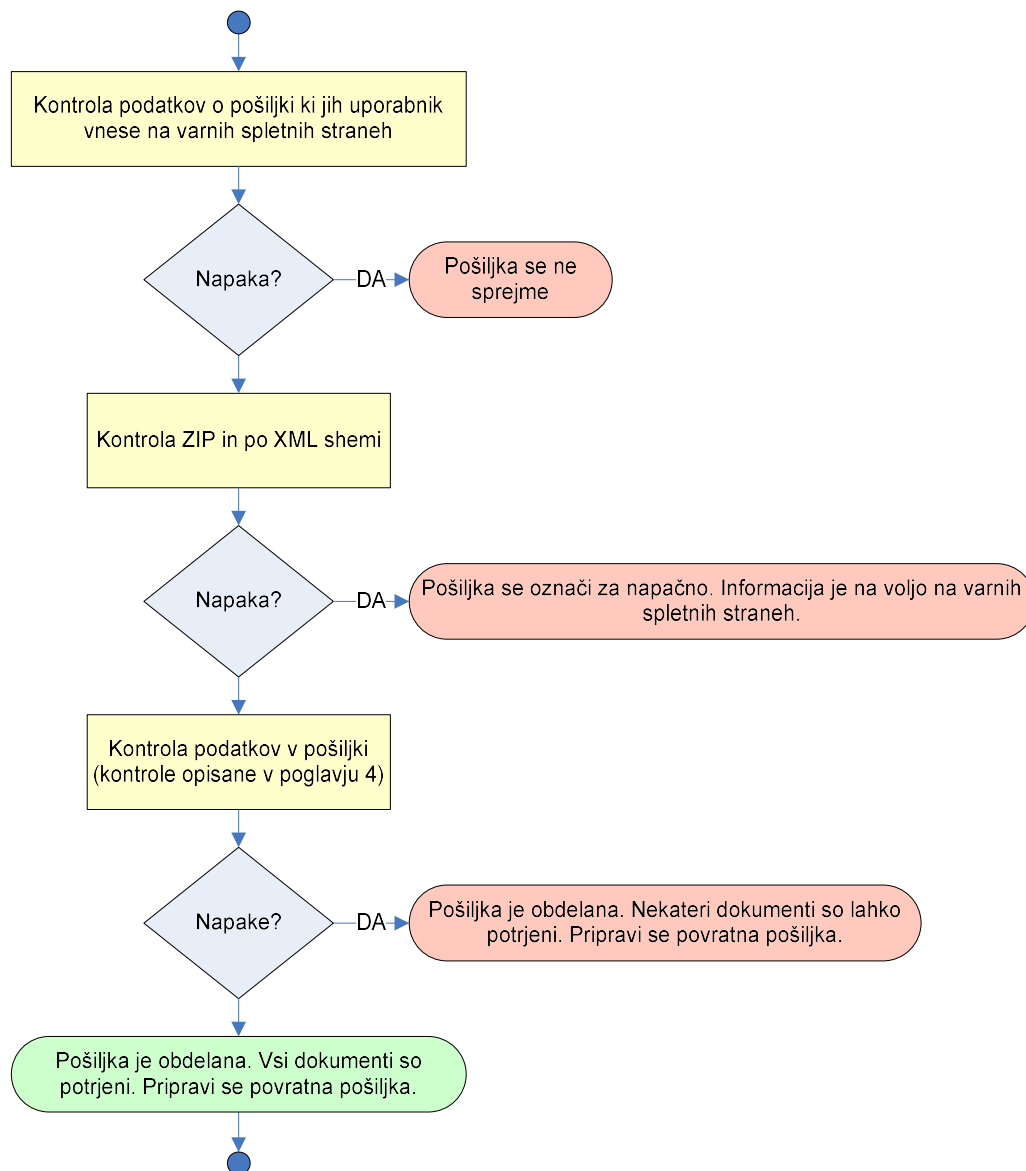 Kontrola podatkov o pošiljki ki jih uporabnik
vnese na varnih spletnih straneh
Napaka?
DA
Pošiljka se ne
sprejme
Kontrola ZIP in po XML shemi
Napaka?
DA
Pošiljka se označi za napačno. Informacija je na voljo na varnih
spletnih straneh.
Kontrola podatkov v pošiljki
(kontrole opisane v poglavju 4)
Napake?
DA
Pošiljka je obdelana. Nekateri dokumenti so lahko
potrjeni. Pripravi se povratna pošiljka.
Pošiljka je obdelana. Vsi dokumenti so
potrjeni. Pripravi se povratna pošiljka.